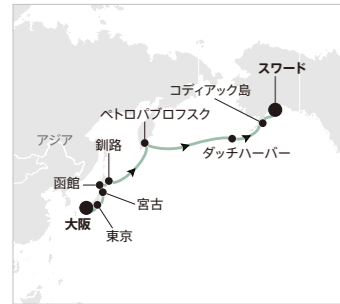 スワード
コディアック島
ペトロパブロフスク
アジア
釧路
ダッチハーバー
函館
宮古
大阪
東京